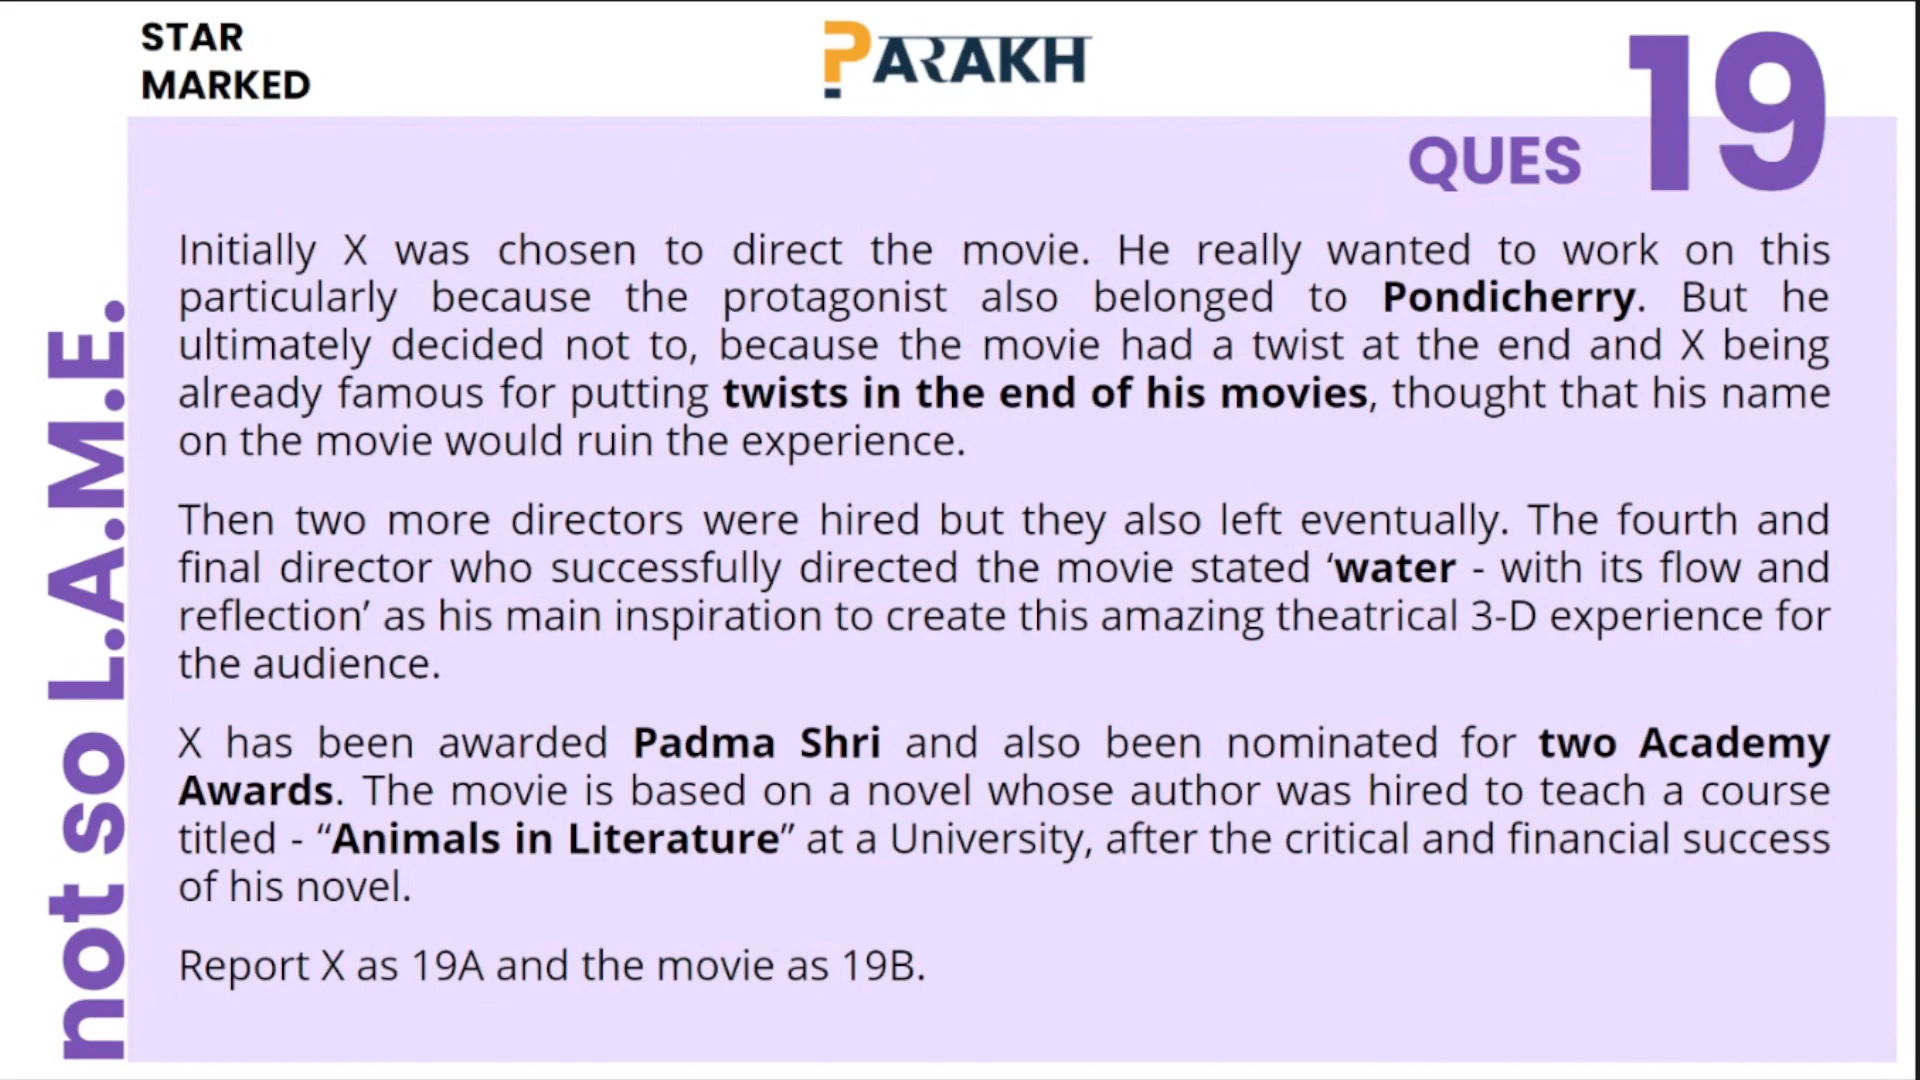 STAR
MARKED
PARAKH
19
QUES
Initially X was chosen to direct the movie. He really wanted to work on this
particularly because the protagonist also belonged to Pondicherry. But he
ultimately decided not to, because the movie had a twist at the end and X being
already famous for putting twists in the end of his movies, thought that his name
on the movie would ruin the experience.
Then two more directors were hired but they also left eventually. The fourth and
final director who successfully directed the movie stated ‘water - with its flow and
reflection’ as his main inspiration to create this amazing theatrical 3-D experience for
the audience.
X has been awarded Padma Shri and also been nominated for two Academy
Awards. The movie is based on a novel whose author was hired to teach a course
titled - “Animals in Literature” at a University, after the critical and financial success
of his novel.
Report X as 19A and the movie as 19B.
not so L.A.M.E.